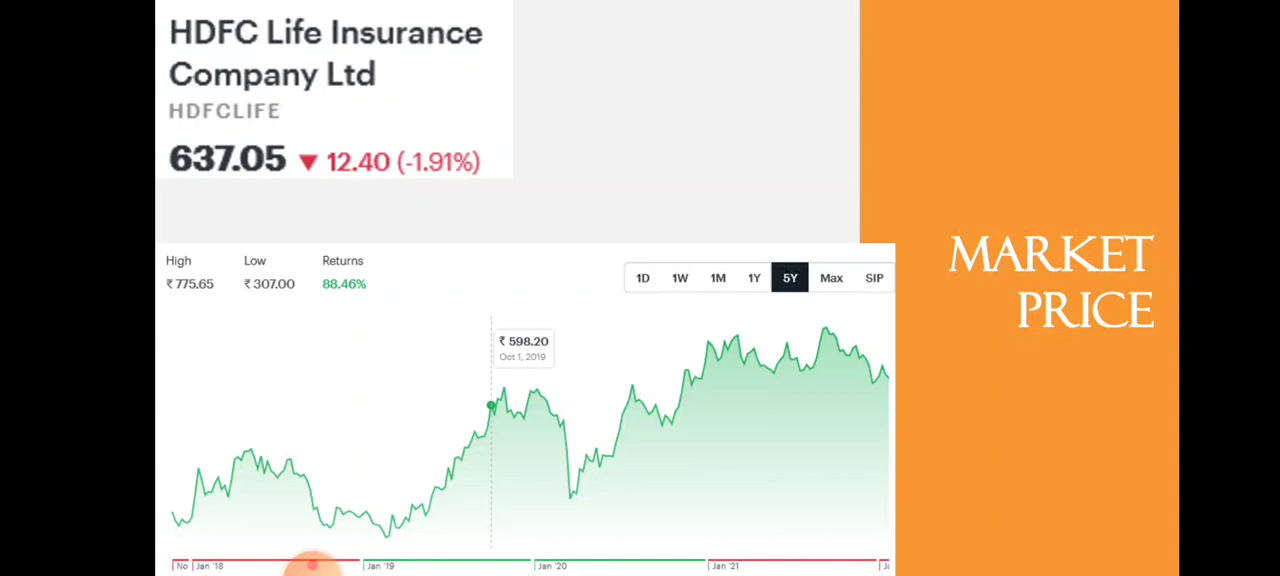 HDFC Life Insurance
Company Ltd
HDFCLIFE
637.05 ▼ 12.40 (-1.91%)
MARKET
PRICE
High Low Returns
₹ 775.65 ₹ 307.00 88.46%
1D 1W 1M 1Y 5Y Max SIP
₹ 598.20
Oct 1, 2019
No Jan '18 Jan '19 Jan '20 Jan '21